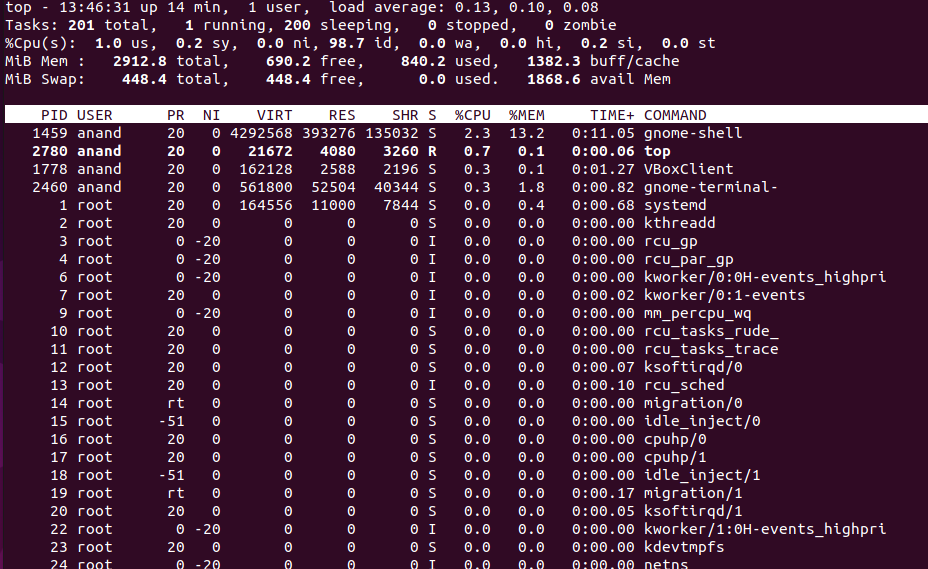 top - 13:46:31 up 14 min,  1 user,  load average: 0.13, 0.10, 0.08
Tasks: 201 total,   1 running, 200 sleeping,   0 stopped,   0 zombie
%Cpu(s):  1.0 us,  0.2 sy,  0.0 ni, 98.7 id,  0.0 wa,  0.0 hi,  0.2 si,  0.0 st
MiB Mem :   2912.8 total,    690.2 free,    840.2 used,   1382.3 buff/cache
MiB Swap:    448.4 total,    448.4 free,      0.0 used.   1868.6 avail Mem
PID USER      PR  NI    VIRT    RES    SHR S  %CPU  %MEM     TIME+ COMMAND
1459 anand     20   0 4292568 393276 135032 S   2.3  13.2   0:11.05 gnome-shell
2780 anand     20   0   21672   4080   3260 R   0.7   0.1   0:00.06 top
1778 anand     20   0  162128   2588   2196 S   0.3   0.1   0:01.27 VBoxClient
2460 anand     20   0  561800  52504  40344 S   0.3   1.8   0:00.82 gnome-terminal-
1 root      20   0  164556  11000   7844 S   0.0   0.4   0:00.68 systemd
2 root      20   0       0      0      0 S   0.0   0.0   0:00.00 kthreadd
3 root       0 -20       0      0      0 I   0.0   0.0   0:00.00 rcu_gp
4 root       0 -20       0      0      0 I   0.0   0.0   0:00.00 rcu_par_gp
6 root       0 -20       0      0      0 I   0.0   0.0   0:00.00 kworker/0:0H-events_highpri
7 root      20   0       0      0      0 I   0.0   0.0   0:00.02 kworker/0:1-events
9 root       0 -20       0      0      0 I   0.0   0.0   0:00.00 mm_percpu_wq
10 root      20   0       0      0      0 S   0.0   0.0   0:00.00 rcu_tasks_rude_
11 root      20   0       0      0      0 S   0.0   0.0   0:00.00 rcu_tasks_trace
12 root      20   0       0      0      0 S   0.0   0.0   0:00.07 ksoftirqd/0
13 root      20   0       0      0      0 I   0.0   0.0   0:00.10 rcu_sched
14 root      rt   0       0      0      0 S   0.0   0.0   0:00.00 migration/0
15 root     -51   0       0      0      0 S   0.0   0.0   0:00.00 idle_inject/0
16 root      20   0       0      0      0 S   0.0   0.0   0:00.00 cpuhp/0
17 root      20   0       0      0      0 S   0.0   0.0   0:00.00 cpuhp/1
18 root     -51   0       0      0      0 S   0.0   0.0   0:00.00 idle_inject/1
19 root      rt   0       0      0      0 S   0.0   0.0   0:00.17 migration/1
20 root      20   0       0      0      0 S   0.0   0.0   0:00.05 ksoftirqd/1
22 root       0 -20       0      0      0 I   0.0   0.0   0:00.00 kworker/1:0H-events_highpri
23 root      20   0       0      0      0 S   0.0   0.0   0:00.00 kdevtmpfs
24 root       0 -20       0      0      0 I   0.0   0.0   0:00.00 netns